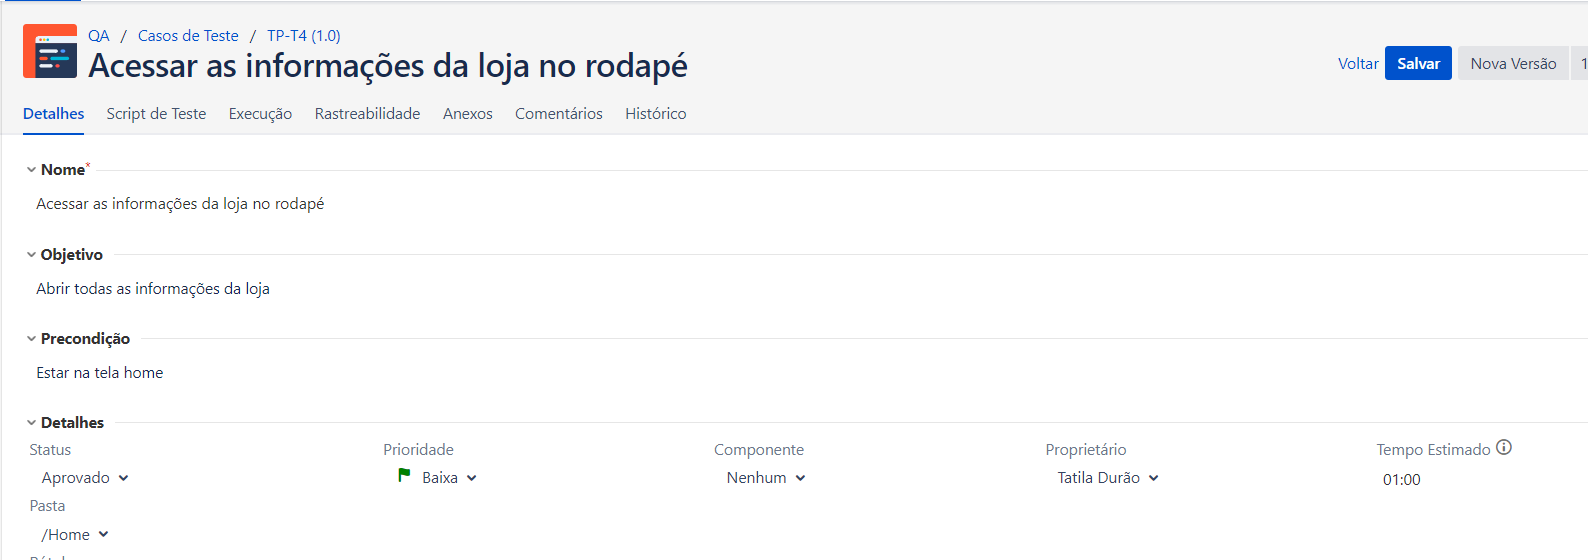 QA / Casos de Teste / TP-T4 (1.0)
Acessar as informações da loja no rodapé
Voltar Salvar Nova Versão 1
Detalhes Script de Teste Execução Rastreabilidade Anexos Comentários Histórico
Nome*
Acessar as informações da loja no rodapé
Objetivo
Abrir todas as informações da loja
Precondição
Estar na tela home
Detalhes
Status Prioridade Componente Proprietário Tempo Estimado
Aprovado Baixa Nenhum Tatila Durão 01:00
Pasta
/Home